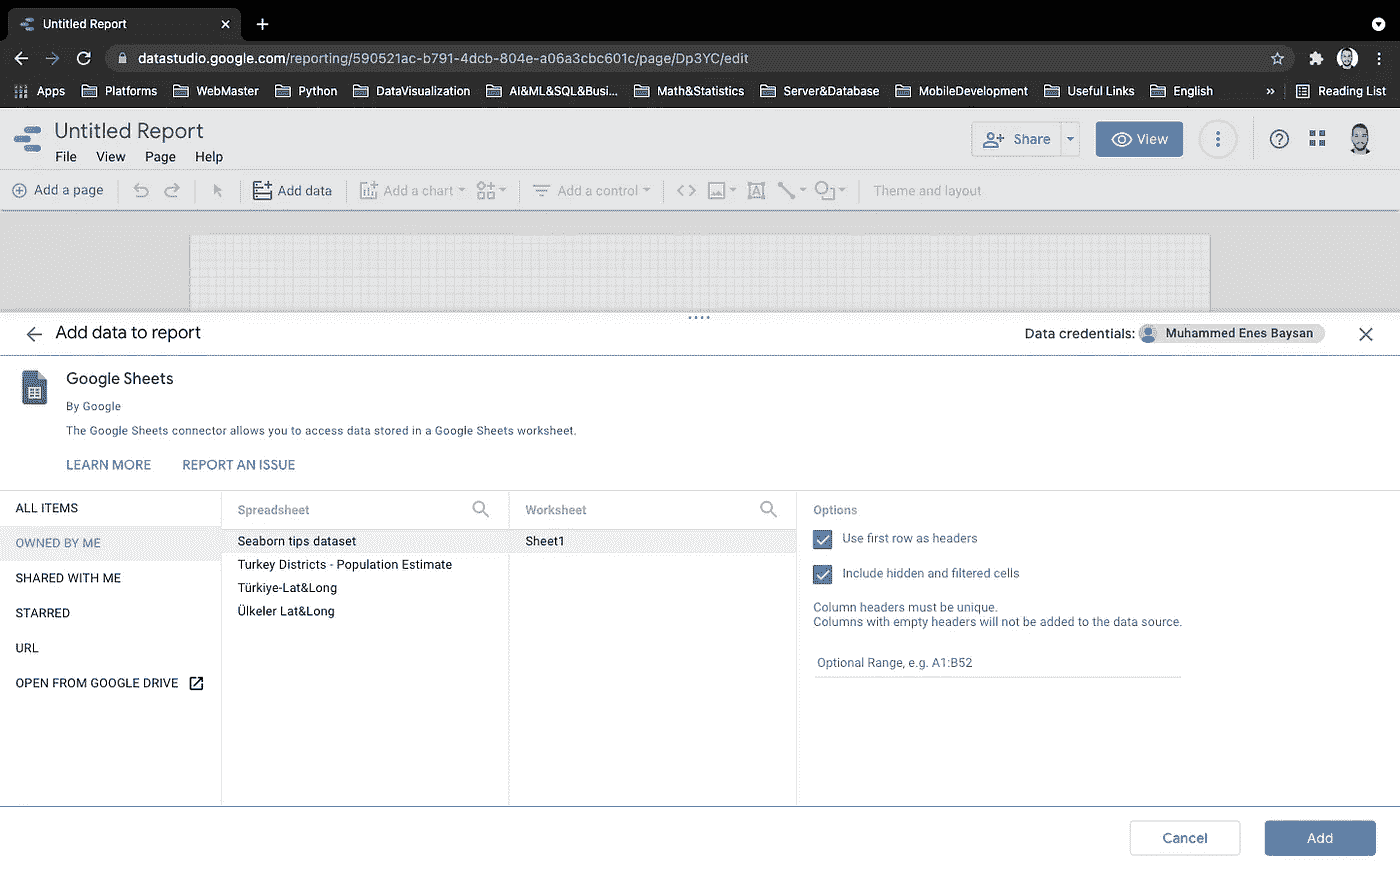 Untitled Report
datastudio.google.com/reporting/590521ac-b791-4dcb-804e-a06a3cbc601c/page/Dp3YC/edit
Apps Platforms WebMaster Python DataVisualization AI&ML&SQL&Busi... Math&Statistics Server&Database MobileDevelopment Useful Links English » Reading List
Untitled Report
File View Page Help
Share View
Add a page Add data Add a chart Add a control Theme and layout
Add data to report
Data credentials: Muhammed Enes Baysan
Google Sheets
By Google
The Google Sheets connector allows you to access data stored in a Google Sheets worksheet.
LEARN MORE REPORT AN ISSUE
ALL ITEMS
OWNED BY ME
SHARED WITH ME
STARRED
URL
OPEN FROM GOOGLE DRIVE
Spreadsheet
Seaborn tips dataset
Turkey Districts - Population Estimate
Türkiye-Lat&Long
Ülkeler Lat&Long
Worksheet
Sheet1
Options
Use first row as headers
Include hidden and filtered cells
Column headers must be unique.
Columns with empty headers will not be added to the data source.
Optional Range, e.g. A1:B52
Cancel Add